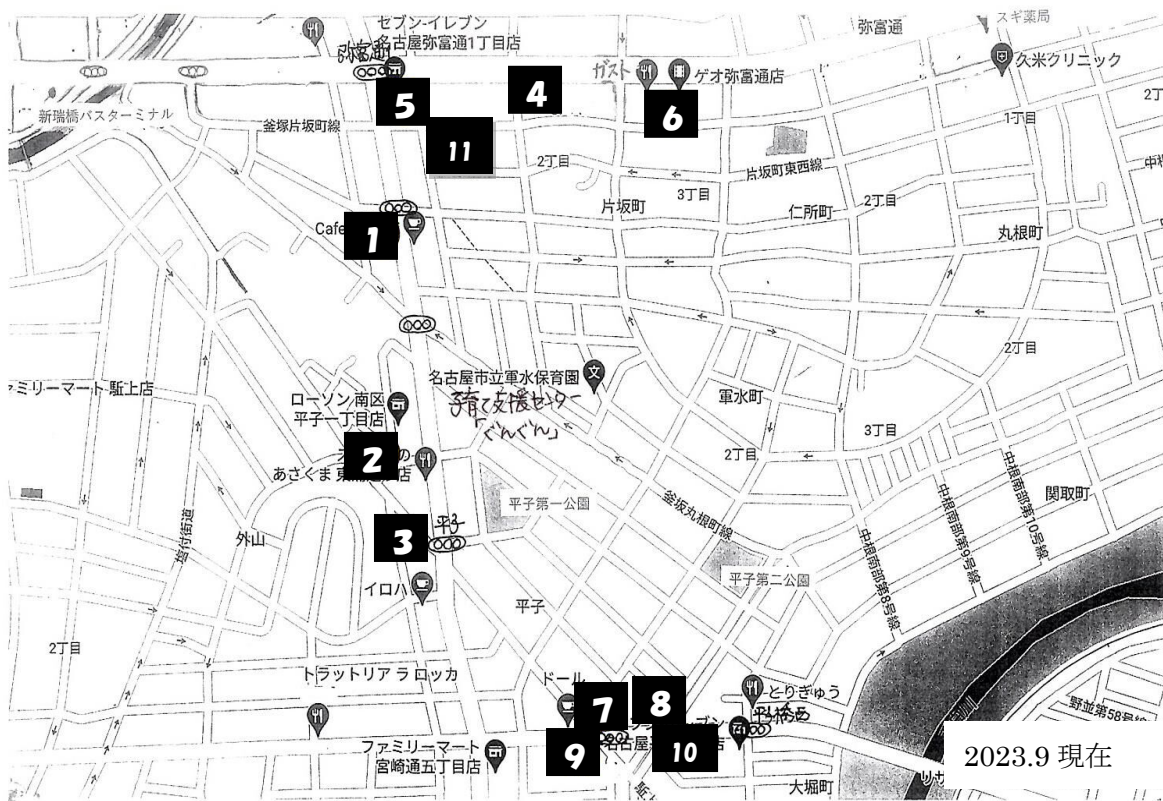 スギ薬局
セブン-イレブン
名古屋弥富通1丁目店
弥富通
弥富通1
久米クリニック
ガスト
ゲオ弥富通店
4
5
6
新瑞橋バスターミナル
釜塚片坂町線
1丁目
2丁
11
2丁目
片坂町東西線
3丁目
2丁目
片坂町
仁所町
丸根町
Cafe
1
2丁目
名古屋市立軍水保育園
ァミリーマート 駈上店
ローソン 南区
平子一丁目店
子育て支援センター
「ぐんぐん」
軍水町
3丁目
2
の
あさくま 東
店
2丁目
関取町
中根南部第10号線
中根南部第9号線
中根南部第8号線
平子第一公園
釜坂丸根町線
塩付街道
外山
3
平子
平子第二公園
イロハ
平子
2丁目
トラットリア ラ ロッカ
ドール
とりぎゅう
7
8
野並第58号線
ブン-
名古屋
店
ファミリーマート
宮崎通五丁目店
9
10
大堀町
リサ
2023.9 現在